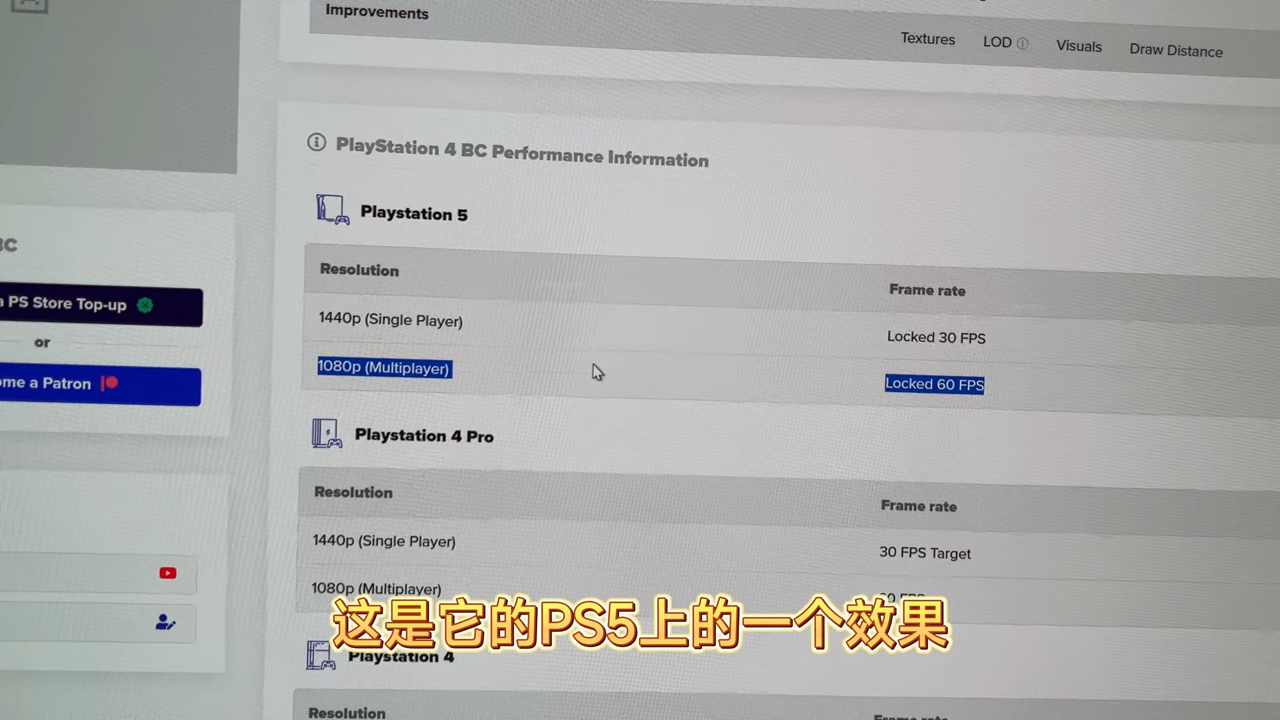 Improvements
Textures LOD Visuals Draw Distance
PlayStation 4 BC Performance Information
Playstation 5
BC
Resolution Frame rate
a PS Store Top-up
1440p (Single Player) Locked 30 FPS
or
1080p (Multiplayer) Locked 60 FPS
me a Patron
Playstation 4 Pro
Resolution Frame rate
1440p (Single Player) 30 FPS Target
1080p (Multiplayer)
这是它的PS5上的一个效果
Playstation 4
Resolution Frame rate